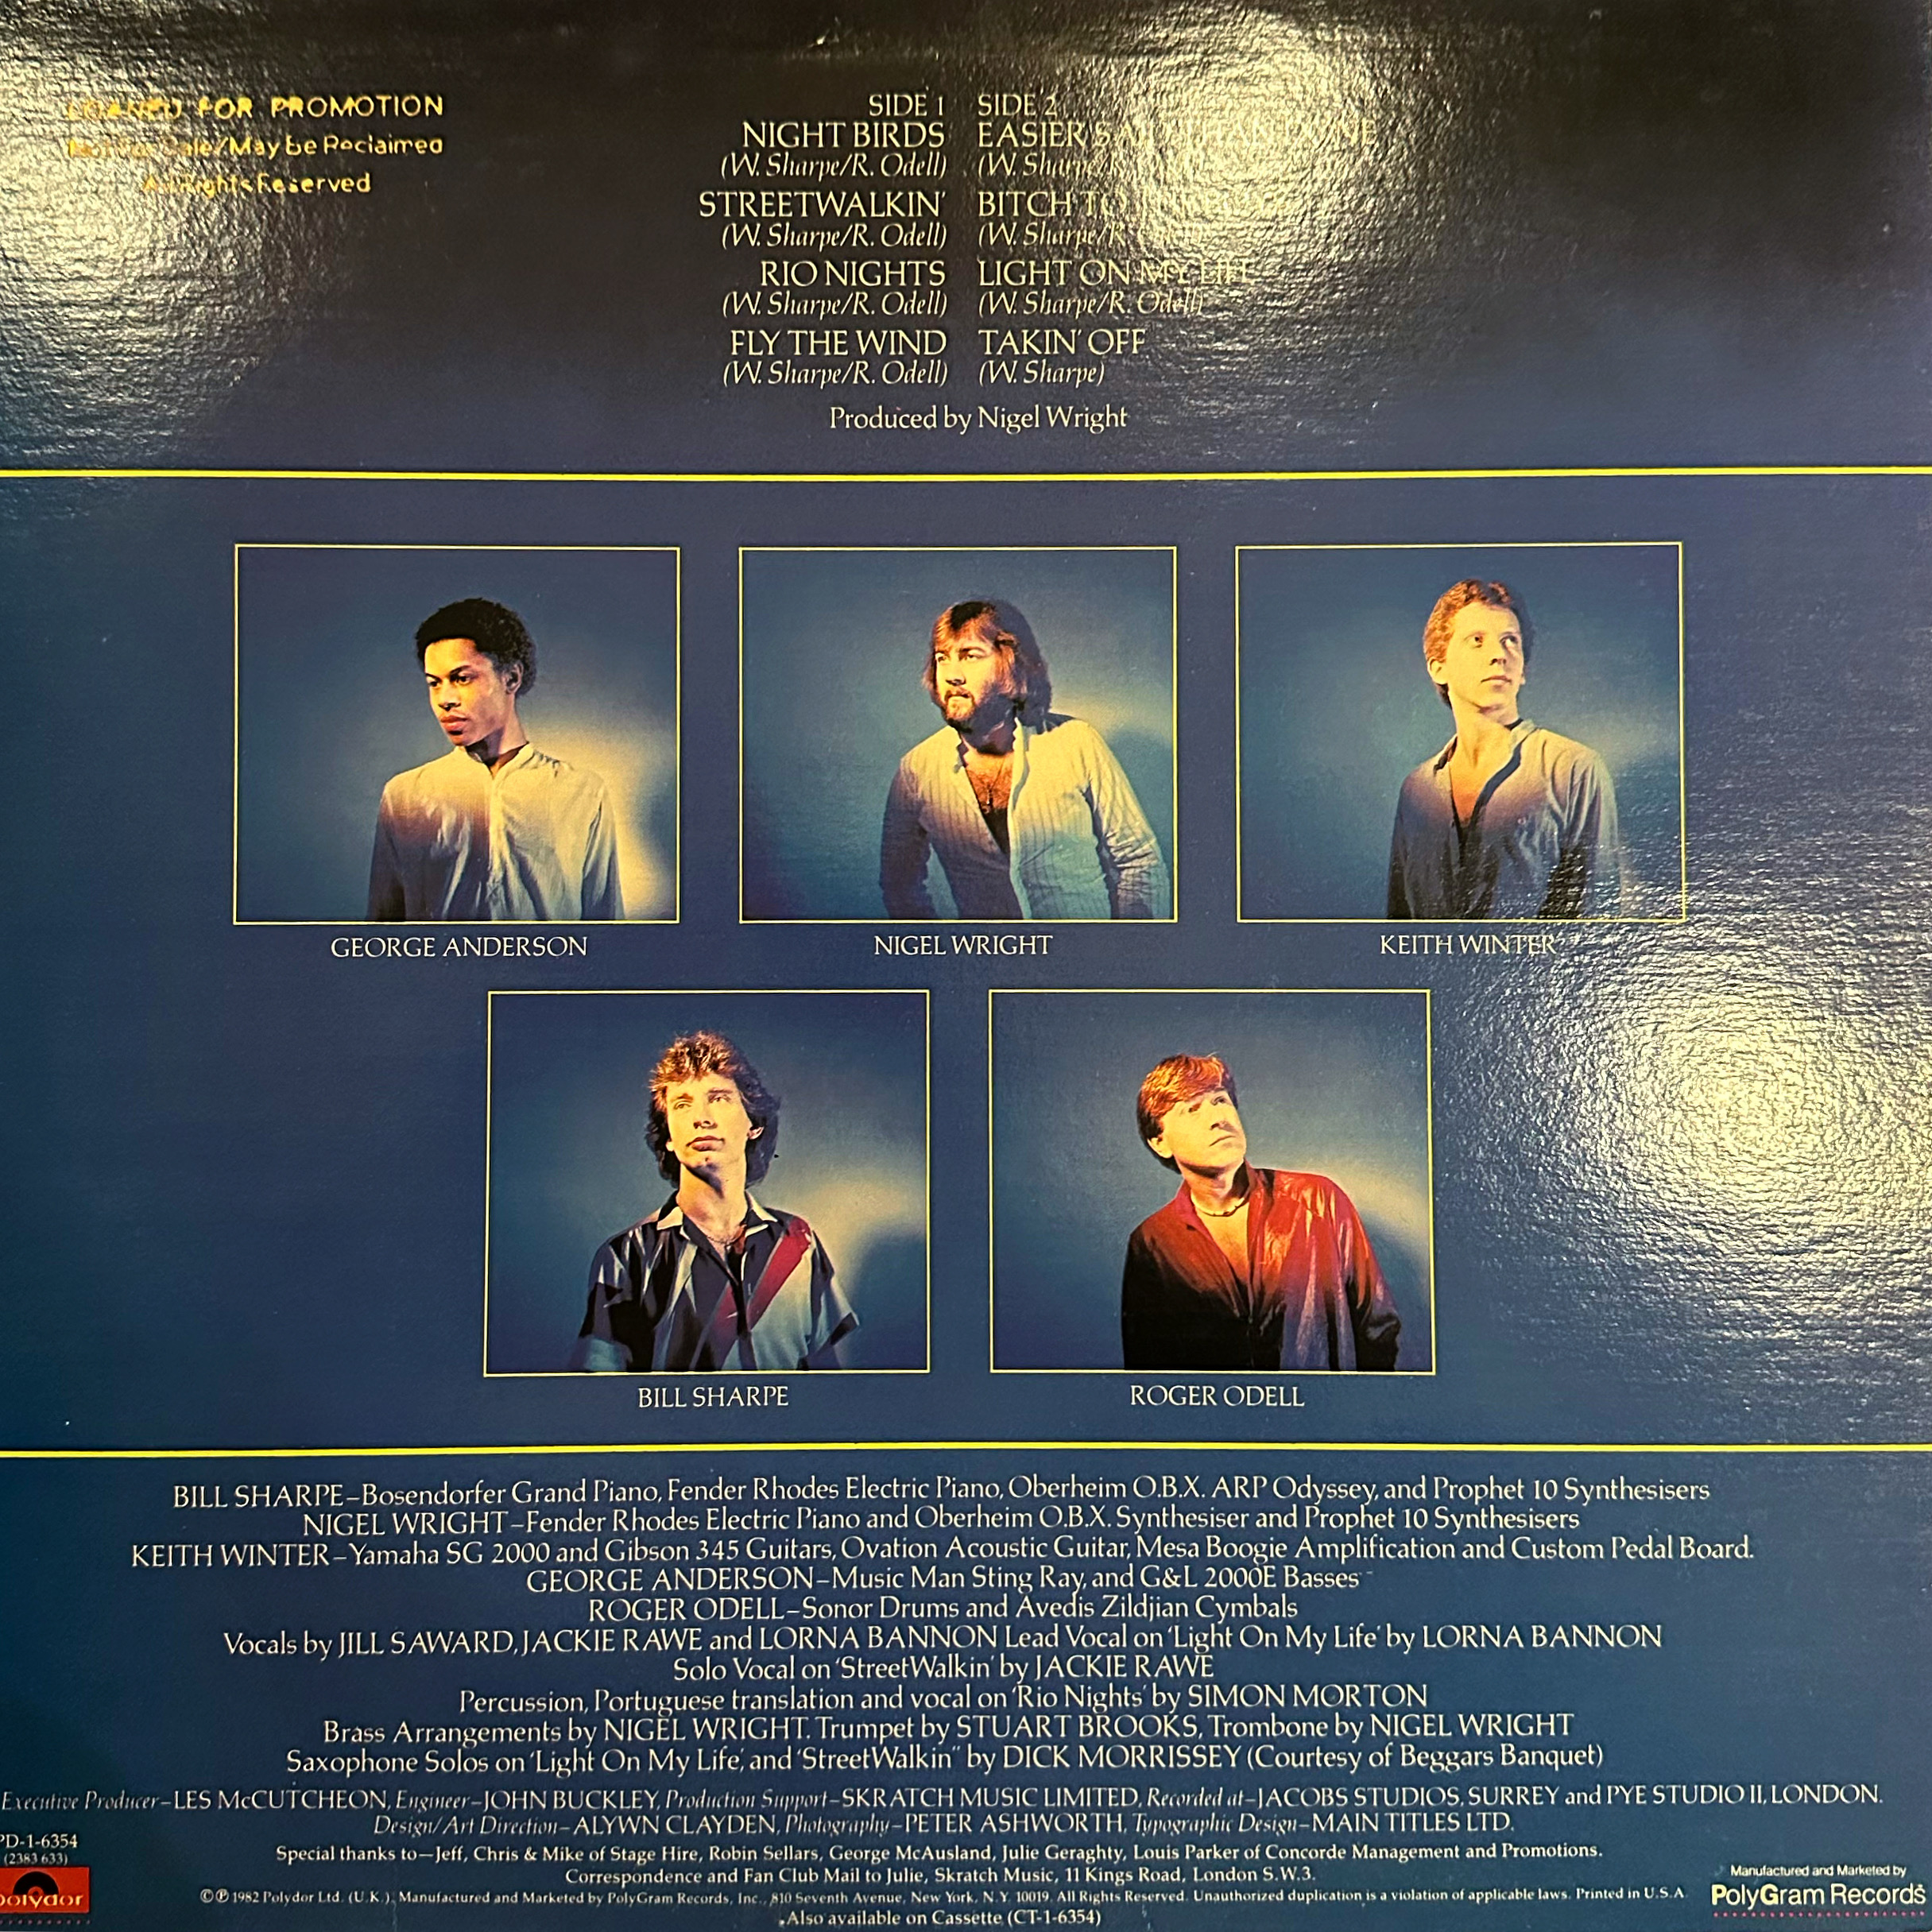 LOANED FOR PROMOTION
Not For Sale/May be Reclaimed
All Rights Reserved
SIDE 1
NIGHT BIRDS
(W. Sharpe/R. Odell)
STREETWALKIN'
(W. Sharpe/R. Odell)
RIO NIGHTS
(W. Sharpe/R. Odell)
FLY THE WIND
(W. Sharpe/R. Odell)
SIDE 2
EASIER SAID THAN DONE
(W. Sharpe/R.
BITCH TO
(W. Sharpe/R.
LIGHT ON MY LIFE
(W. Sharpe/R. Odell)
TAKIN' OFF
(W. Sharpe)
Produced by Nigel Wright
GEORGE ANDERSON
NIGEL WRIGHT
KEITH WINTER
BILL SHARPE
ROGER ODELL
BILL SHARPE–Bosendorfer Grand Piano, Fender Rhodes Electric Piano, Oberheim O.B.X. ARP Odyssey, and Prophet 10 Synthesisers
NIGEL WRIGHT–Fender Rhodes Electric Piano and Oberheim O.B.X. Synthesiser and Prophet 10 Synthesisers
KEITH WINTER–Yamaha SG 2000 and Gibson 345 Guitars, Ovation Acoustic Guitar, Mesa Boogie Amplification and Custom Pedal Board.
GEORGE ANDERSON–Music Man Sting Ray, and G&L 2000E Basses
ROGER ODELL–Sonor Drums and Avedis Zildjian Cymbals
Vocals by JILL SAWARD, JACKIE RAWE and LORNA BANNON Lead Vocal on 'Light On My Life' by LORNA BANNON
Solo Vocal on 'StreetWalkin' by JACKIE RAWE
Percussion, Portuguese translation and vocal on 'Rio Nights' by SIMON MORTON
Brass Arrangements by NIGEL WRIGHT. Trumpet by STUART BROOKS, Trombone by NIGEL WRIGHT
Saxophone Solos on 'Light On My Life', and 'StreetWalkin'' by DICK MORRISSEY (Courtesy of Beggars Banquet)
Executive Producer–LES McCUTCHEON, Engineer–JOHN BUCKLEY, Production Support–SKRATCH MUSIC LIMITED, Recorded at–JACOBS STUDIOS, SURREY and PYE STUDIO II, LONDON.
Design/Art Direction–ALYWN CLAYDEN, Photography–PETER ASHWORTH, Typographic Design–MAIN TITLES LTD.
Special thanks to—Jeff, Chris & Mike of Stage Hire, Robin Sellars, George McAusland, Julie Geraghty, Louis Parker of Concorde Management and Promotions.
Correspondence and Fan Club Mail to Julie, Skratch Music, 11 Kings Road, London S.W.3.
©℗ 1982 Polydor Ltd. (U.K.), Manufactured and Marketed by PolyGram Records, Inc., 810 Seventh Avenue, New York, N.Y. 10019. All Rights Reserved. Unauthorized duplication is a violation of applicable laws. Printed in U.S.A
Also available on Cassette (CT-1-6354)
PD-1-6354
(2383 633)
polydor
Manufactured and Marketed by
PolyGram Records